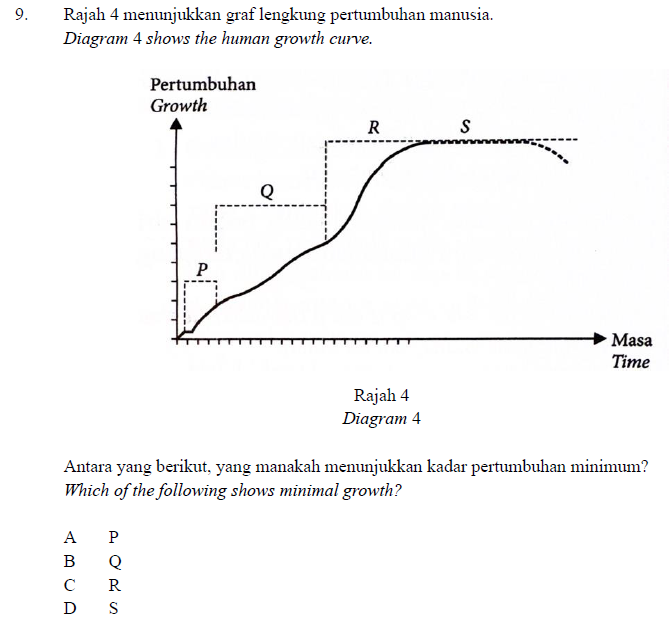 9. Rajah 4 menunjukkan graf lengkung pertumbuhan manusia.
Diagram 4 shows the human growth curve.
Pertumbuhan
Growth
R S
Q
P
Masa
Time
Rajah 4
Diagram 4
Antara yang berikut, yang manakah menunjukkan kadar pertumbuhan minimum?
Which of the following shows minimal growth?
A P
B Q
C R
D S